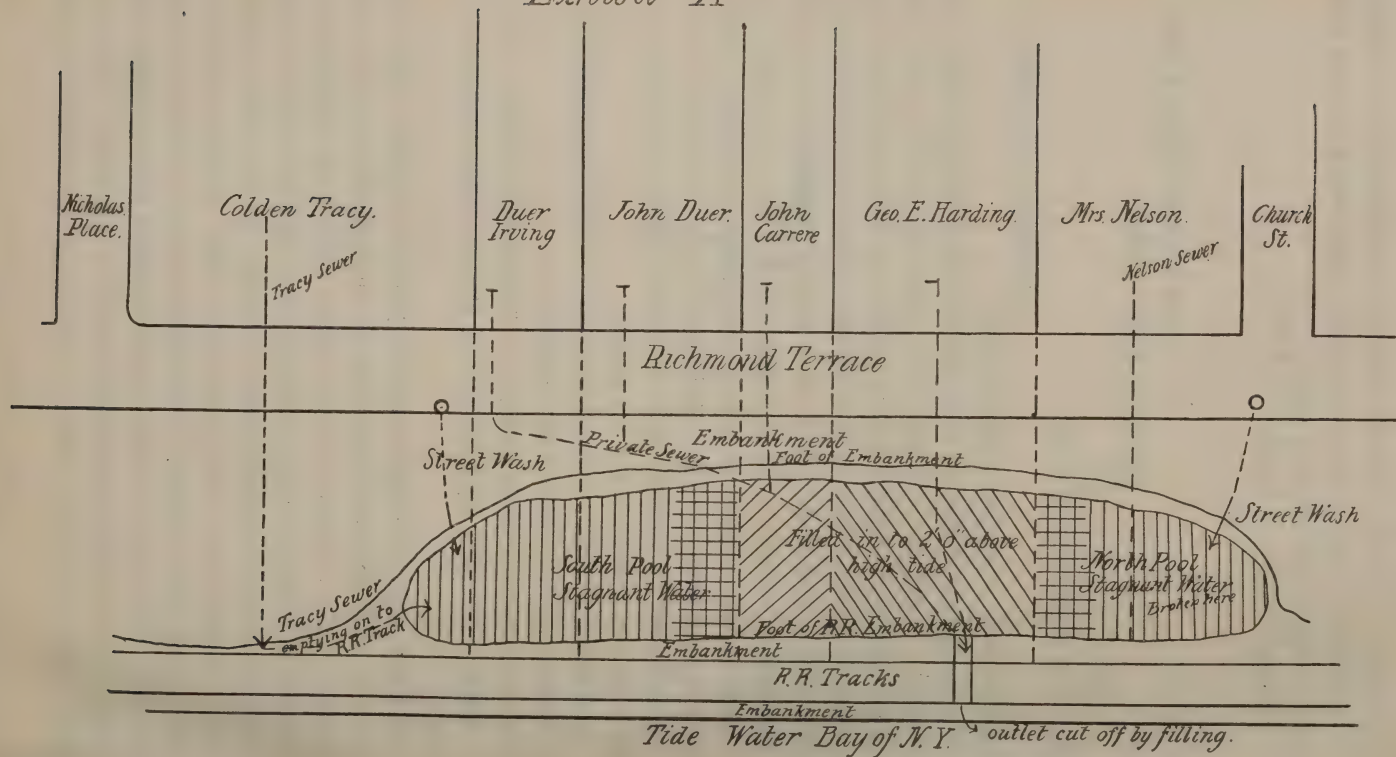 Nicholas
Place.
Colden Tracy.
Duer
Irving
John Duer.
John
Carrere
Geo. E. Harding.
Mrs. Nelson.
Church
St.
Tracy Sewer
Nelson Sewer
Richmond Terrace
Embankment
Private Sewer
Foot of Embankment
Street Wash
Street Wash
South Pool
Stagnant Water
Filled in to 2'0" above
high tide
North Pool
Stagnant Water
Broken here
Tracy Sewer
emptying on to
R.R. Track
Foot of R.R. Embankment
Embankment
R.R. Tracks
Embankment
Tide Water Bay of N.Y.
outlet cut off by filling.